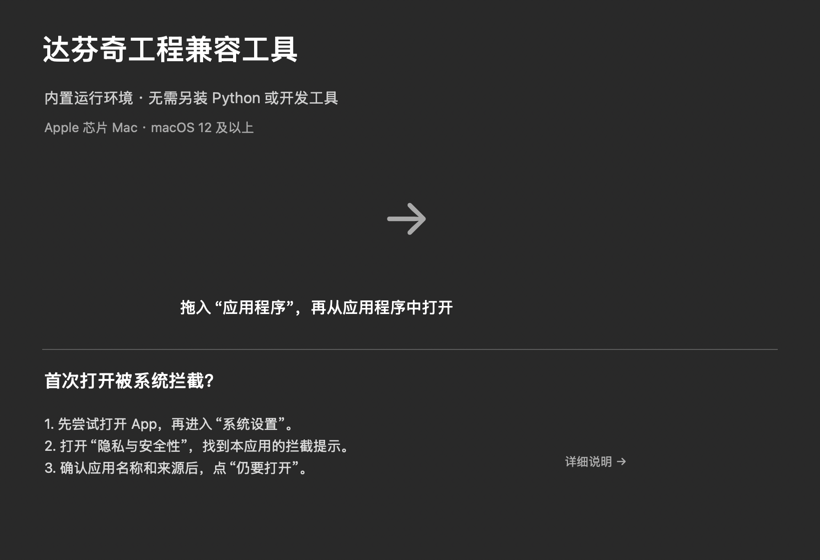 达芬奇工程兼容工具
内置运行环境 · 无需另装 Python 或开发工具
Apple 芯片 Mac · macOS 12 及以上
→
拖入“应用程序”，再从应用程序中打开
首次打开被系统拦截？
1. 先尝试打开 App，再进入“系统设置”。
2. 打开“隐私与安全性”，找到本应用的拦截提示。
3. 确认应用名称和来源后，点“仍要打开”。
详细说明 →